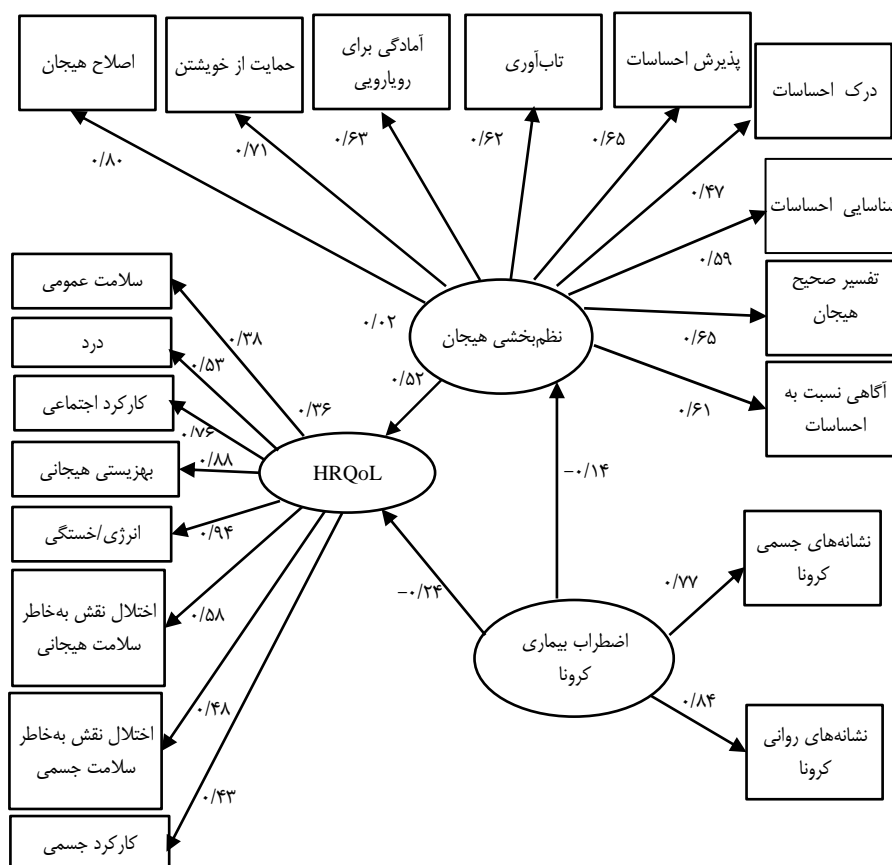 اصلاح هیجان
حمایت از خویشتن
آمادگی برای
رویارویی
تاب‌آوری
پذیرش احساسات
درک احساسات
۰/۸۰
۰/۷۱
۰/۶۳
۰/۶۲
۰/۶۵
۰/۴۷
شناسایی احساسات
۰/۵۹
تفسیر صحیح
هیجان
۰/۶۵
آگاهی نسبت به
احساسات
۰/۶۱
نظم‌بخشی هیجان
۰/۰۲
۰/۵۲
سلامت عمومی
۰/۳۸
درد
۰/۵۳
۰/۳۶
کارکرد اجتماعی
۰/۷۶
بهزیستی هیجانی
۰/۸۸
HRQoL
انرژی/خستگی
۰/۹۴
اختلال نقش به‌خاطر
سلامت هیجانی
۰/۵۸
اختلال نقش به‌خاطر
سلامت جسمی
۰/۴۸
کارکرد جسمی
۰/۴۳
−۰/۱۴
−۰/۲۴
اضطراب بیماری
کرونا
نشانه‌های جسمی
کرونا
۰/۷۷
نشانه‌های روانی
کرونا
۰/۸۴